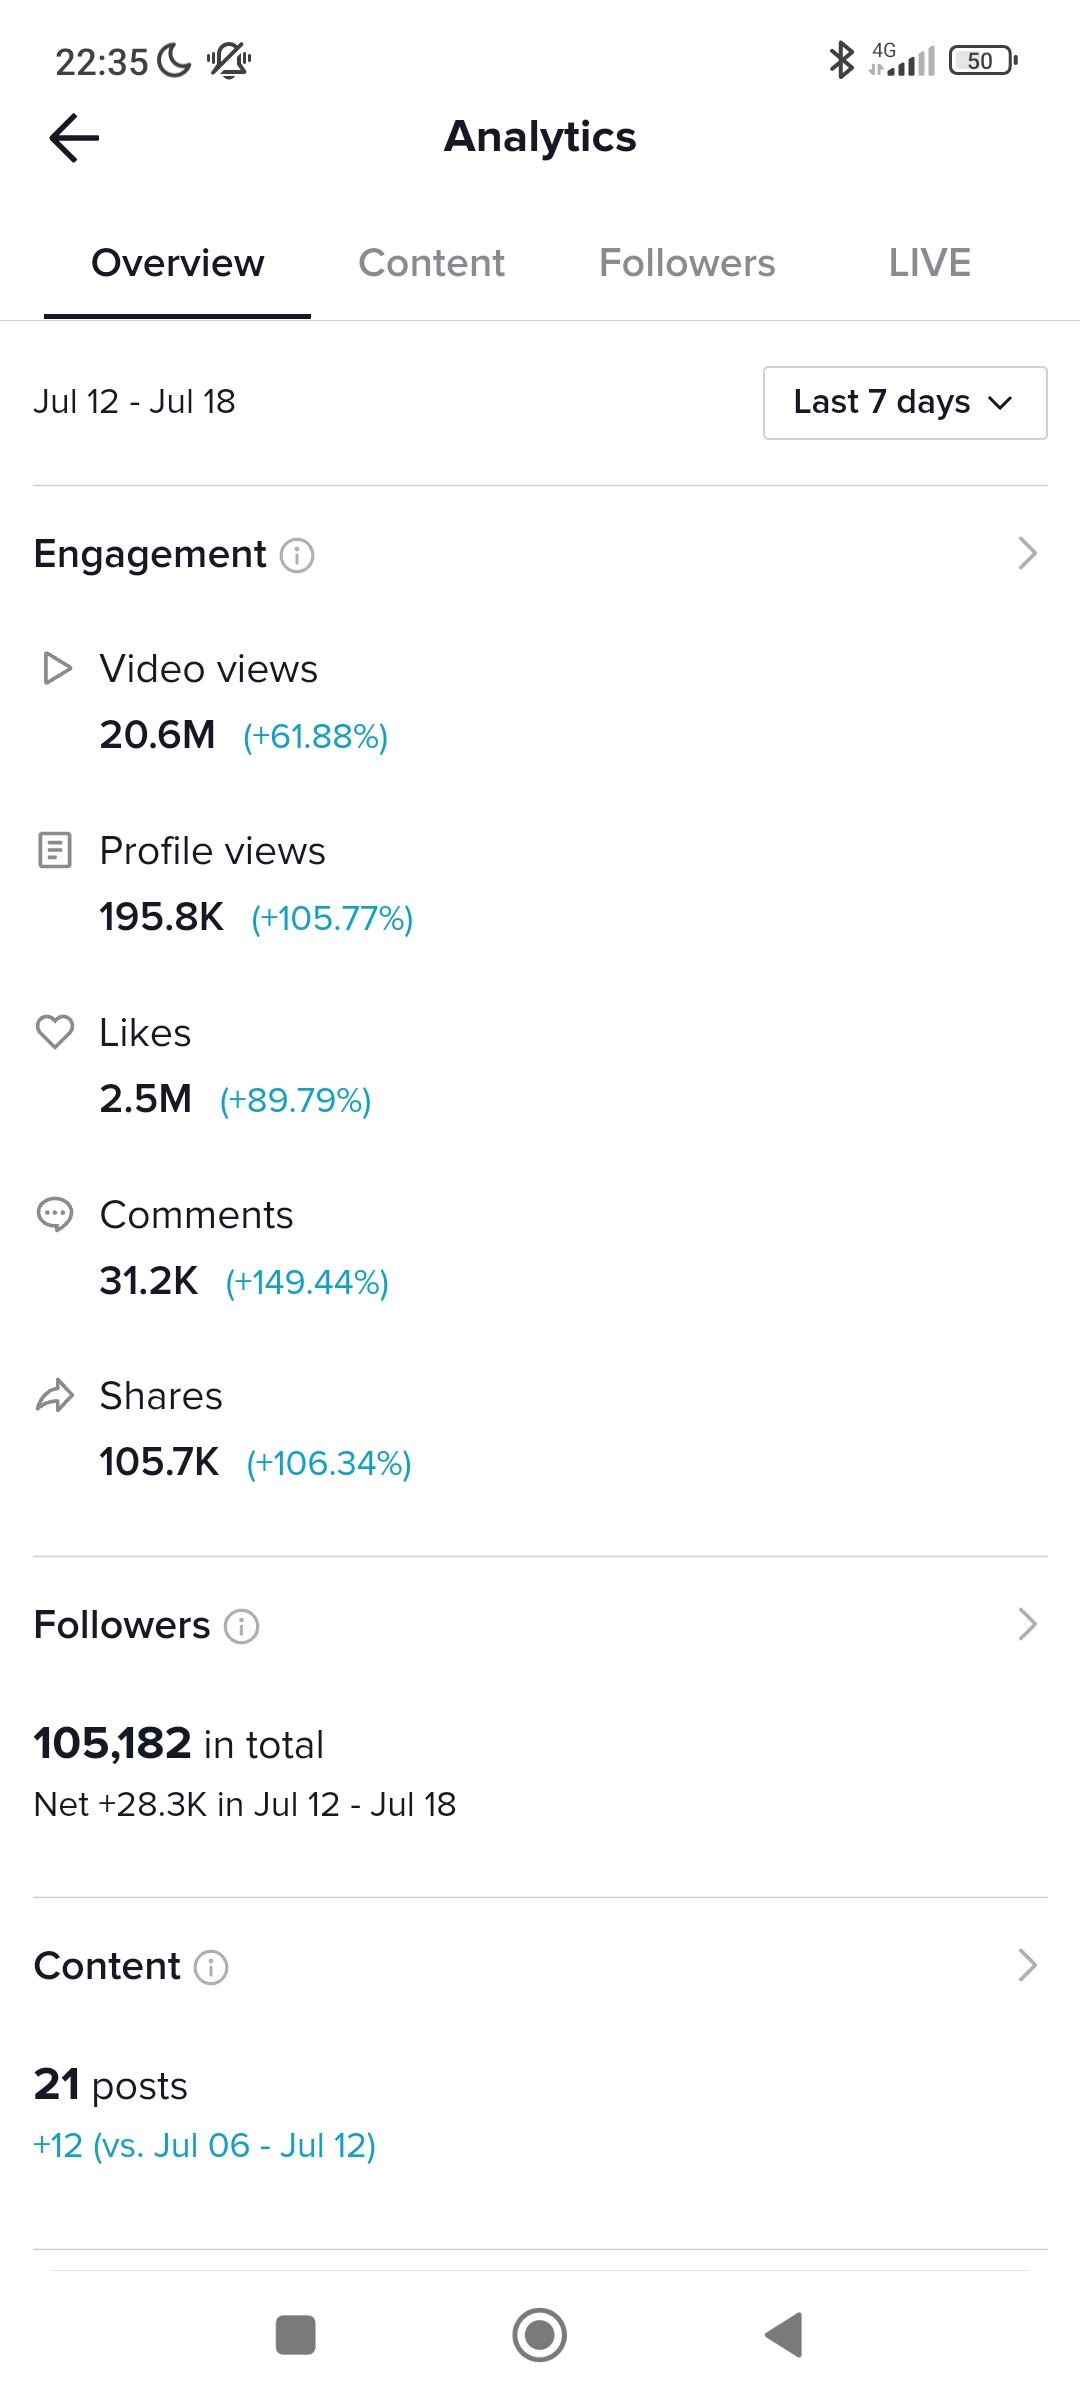 22:35
4G
50
Analytics
Overview Content Followers LIVE
Jul 12 - Jul 18
Last 7 days
Engagement
Video views
20.6M (+61.88%)
Profile views
195.8K (+105.77%)
Likes
2.5M (+89.79%)
Comments
31.2K (+149.44%)
Shares
105.7K (+106.34%)
Followers
105,182 in total
Net +28.3K in Jul 12 - Jul 18
Content
21 posts
+12 (vs. Jul 06 - Jul 12)